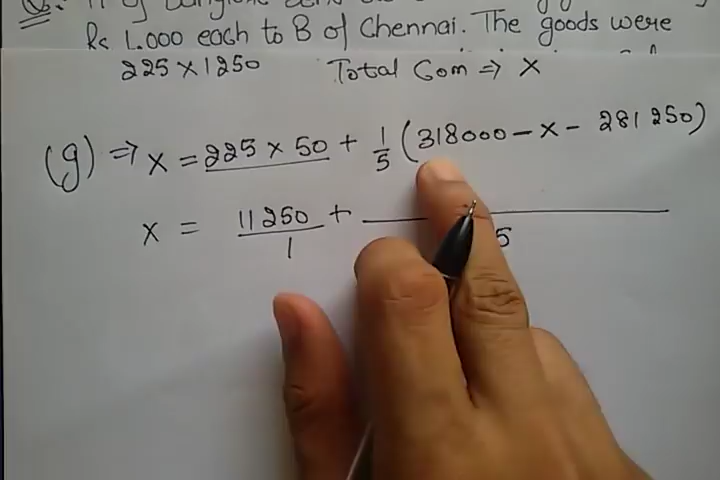 Rs 1.000 each to B of Chennai. The goods were
225 × 1250 Total Com ⇒ X
(g) ⇒ X = 225 × 50 + 1/5 (318000 - X - 281250)
X = 11250/1 + 5